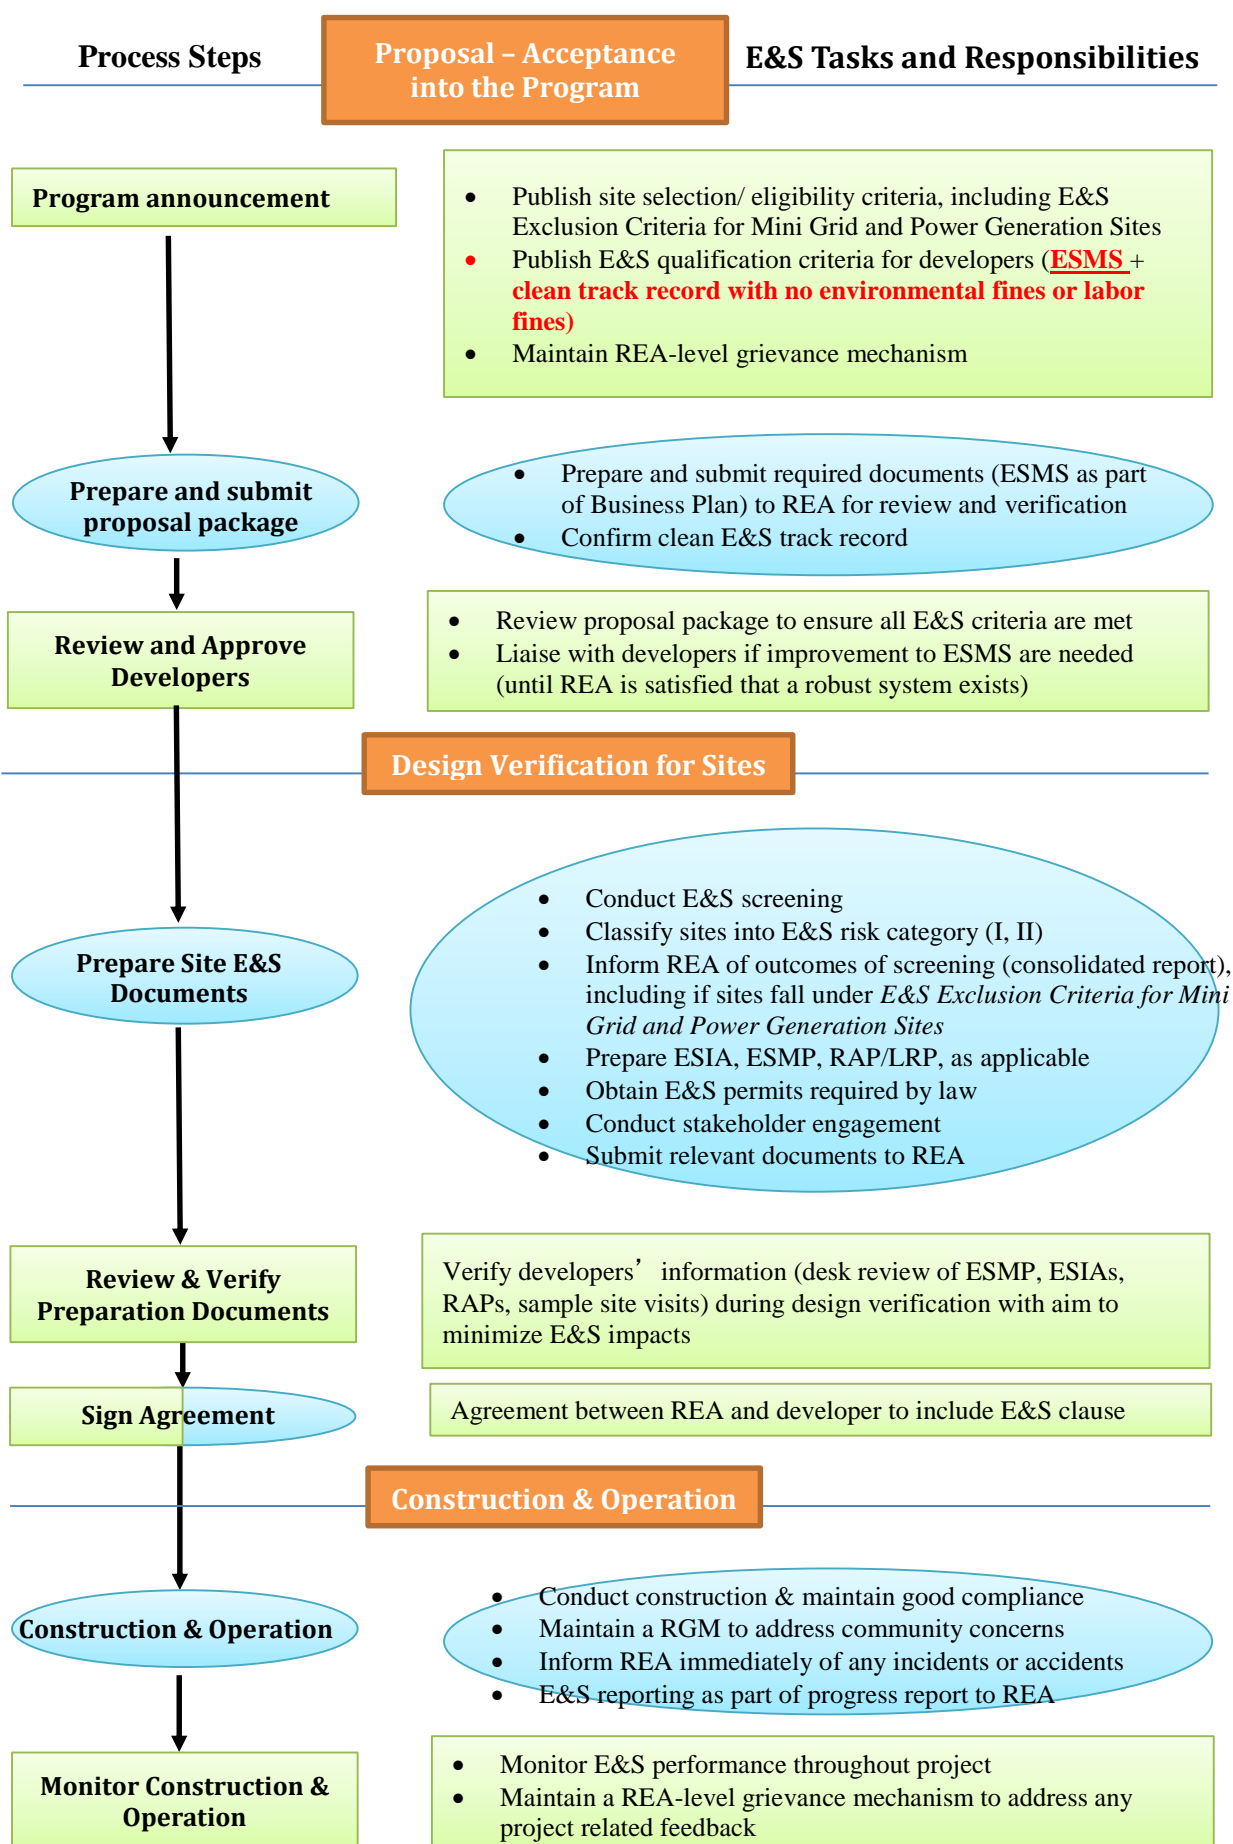 Process Steps
Proposal – Acceptance
into the Program
E&S Tasks and Responsibilities
Program announcement
• Publish site selection/ eligibility criteria, including E&S
Exclusion Criteria for Mini Grid and Power Generation Sites
• Publish E&S qualification criteria for developers (ESMS +
clean track record with no environmental fines or labor
fines)
• Maintain REA-level grievance mechanism
Prepare and submit
proposal package
• Prepare and submit required documents (ESMS as part
of Business Plan) to REA for review and verification
• Confirm clean E&S track record
Review and Approve
Developers
• Review proposal package to ensure all E&S criteria are met
• Liaise with developers if improvement to ESMS are needed
(until REA is satisfied that a robust system exists)
Design Verification for Sites
Prepare Site E&S
Documents
• Conduct E&S screening
• Classify sites into E&S risk category (I, II)
• Inform REA of outcomes of screening (consolidated report),
including if sites fall under E&S Exclusion Criteria for Mini
Grid and Power Generation Sites
• Prepare ESIA, ESMP, RAP/LRP, as applicable
• Obtain E&S permits required by law
• Conduct stakeholder engagement
• Submit relevant documents to REA
Review & Verify
Preparation Documents
Verify developers’ information (desk review of ESMP, ESIAs,
RAPs, sample site visits) during design verification with aim to
minimize E&S impacts
Sign Agreement
Agreement between REA and developer to include E&S clause
Construction & Operation
Construction & Operation
• Conduct construction & maintain good compliance
• Maintain a RGM to address community concerns
• Inform REA immediately of any incidents or accidents
• E&S reporting as part of progress report to REA
Monitor Construction &
Operation
• Monitor E&S performance throughout project
• Maintain a REA-level grievance mechanism to address any
project related feedback